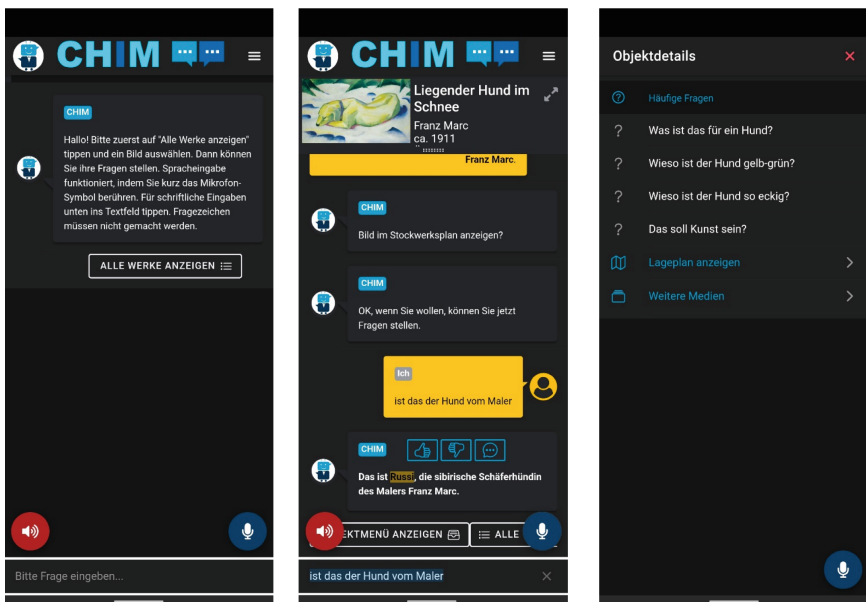 CHIM
CHIM
Hallo! Bitte zuerst auf "Alle Werke anzeigen"
tippen und ein Bild auswählen. Dann können
Sie ihre Fragen stellen. Spracheingabe
funktioniert, indem Sie kurz das Mikrofon-
Symbol berühren. Für schriftliche Eingaben
unten ins Textfeld tippen. Fragezeichen
müssen nicht gemacht werden.
ALLE WERKE ANZEIGEN
Bitte Frage eingeben...
CHIM
Liegender Hund im
Schnee
Franz Marc
ca. 1911
Franz Marc.
CHIM
Bild im Stockwerksplan anzeigen?
CHIM
OK, wenn Sie wollen, können Sie jetzt
Fragen stellen.
Ich
ist das der Hund vom Maler
CHIM
Das ist Russi, die sibirische Schäferhündin
des Malers Franz Marc.
EKTMENÜ ANZEIGEN
ALLE
ist das der Hund vom Maler
Objektdetails
Häufige Fragen
Was ist das für ein Hund?
Wieso ist der Hund gelb-grün?
Wieso ist der Hund so eckig?
Das soll Kunst sein?
Lageplan anzeigen
Weitere Medien